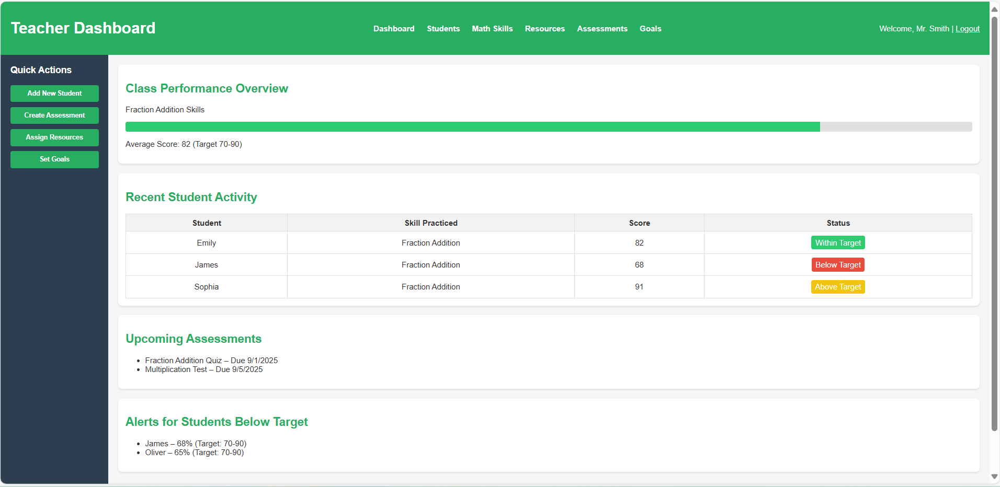 Teacher Dashboard
Dashboard Students Math Skills Resources Assessments Goals
Welcome, Mr. Smith | Logout
Quick Actions
Add New Student
Create Assessment
Assign Resources
Set Goals
Class Performance Overview
Fraction Addition Skills
Average Score: 82 (Target 70-90)
Recent Student Activity
Student Skill Practiced Score Status
Emily Fraction Addition 82 Within Target
James Fraction Addition 68 Below Target
Sophia Fraction Addition 91 Above Target
Upcoming Assessments
• Fraction Addition Quiz – Due 9/1/2025
• Multiplication Test – Due 9/5/2025
Alerts for Students Below Target
• James – 68% (Target: 70-90)
• Oliver – 65% (Target: 70-90)